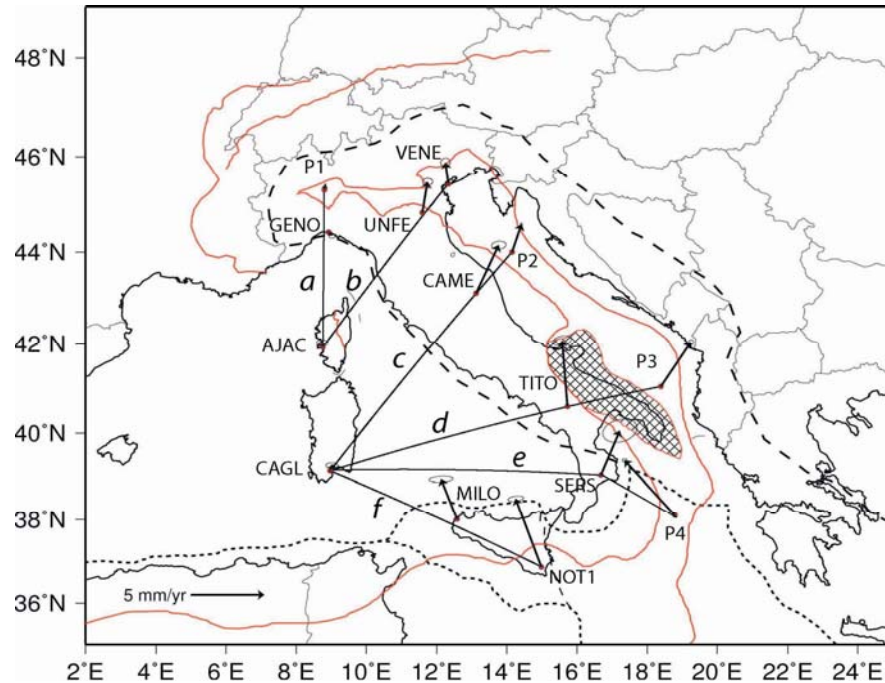 48°N
46°N
44°N
42°N
40°N
38°N
36°N
VENE
P1
GENO
UNFE
a
b
CAME
P2
AJAC
c
P3
TITO
d
CAGL
e
MILO
SERS
f
P4
NOT1
5 mm/yr
2°E 4°E 6°E 8°E 10°E 12°E 14°E 16°E 18°E 20°E 22°E 24°E